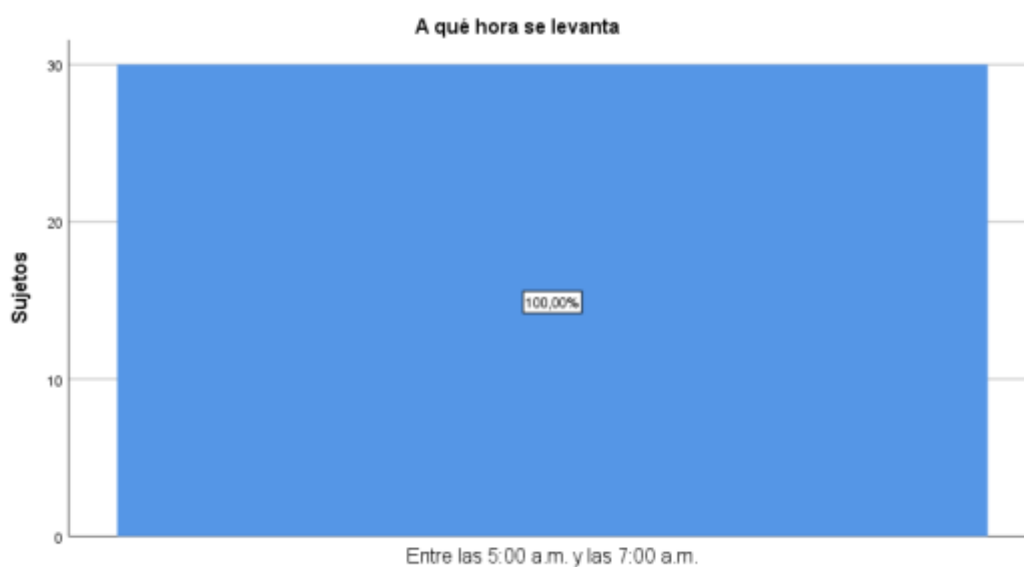 A qué hora se levanta
30
20
10
0
Sujetos
100,00%
Entre las 5:00 a.m. y las 7:00 a.m.